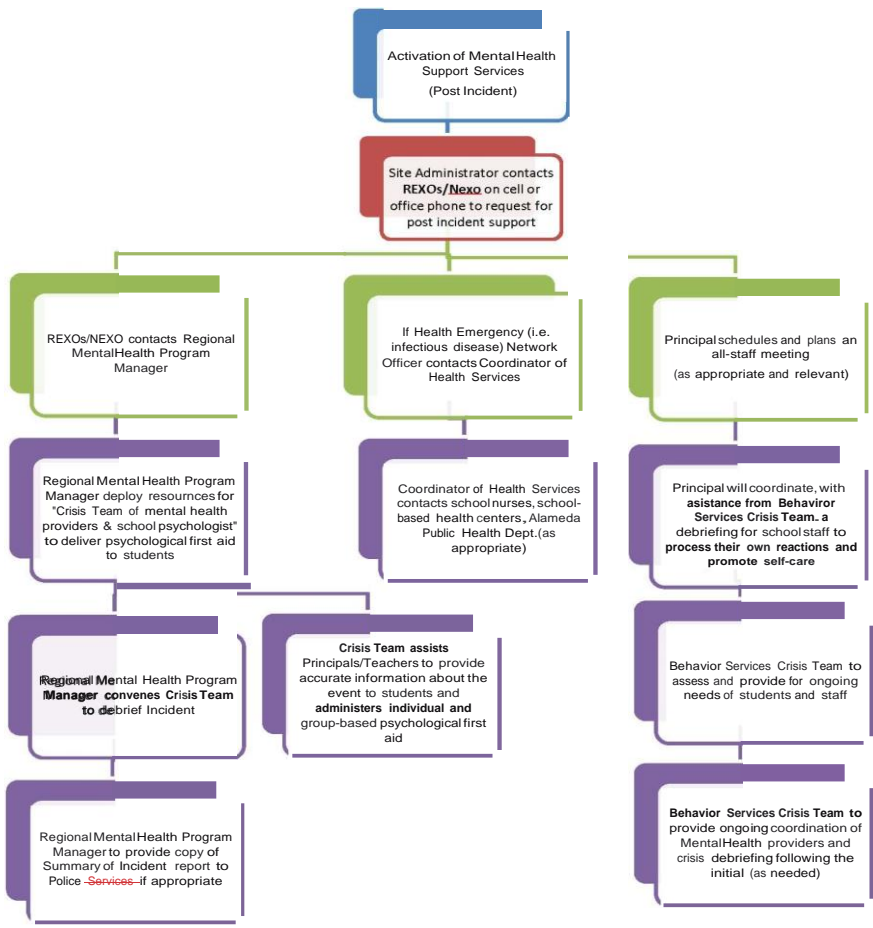 Activation of Mental Health
Support Services
(Post Incident)
Site Administrator contacts
REXOs/Nexo on cell or
office phone to request for
post incident support
REXOs/NEXO contacts Regional
MentalHealth Program
Manager
If Health Emergency (i.e.
infectious disease) Network
Officer contacts Coordinator of
Health Services
Principal schedules and plans an
all-staff meeting
(as appropriate and relevant)
Regional Mental Health Program
Manager deploy resournces for
"Crisis Team of mental health
providers & school psychologist"
to deliver psychological first aid
to students
Coordinator of Health Services
contacts school nurses, school-
based health centers, Alameda
Public Health Dept.(as
appropriate)
Principal will coordinate, with
asistance from Behaviror
Services Crisis Team. a
debriefing for school staff to
process their own reactions and
promote self-care
Regional Mental Health Program
Manager convenes Crisis Team
to debrief Incident
Crisis Team assists
Principals/Teachers to provide
accurate information about the
event to students and
administers individual and
group-based psychological first
aid
Behavior Services Crisis Team to
assess and provide for ongoing
needs of students and staff
Regional Mental Health Program
Manager to provide copy of
Summary of Incident report to
Police Services if appropriate
Behavior Services Crisis Team to
provide ongoing coordination of
MentalHealth providers and
crisis debriefing following the
initial (as needed)